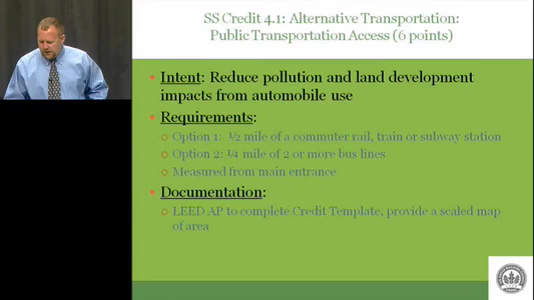 SS Credit 4.1: Alternative Transportation:
Public Transportation Access (6 points)
• Intent: Reduce pollution and land development
impacts from automobile use
• Requirements:
○ Option 1: ½ mile of a commuter rail, train or subway station
○ Option 2: ¼ mile of 2 or more bus lines
○ Measured from main entrance
• Documentation:
○ LEED AP to complete Credit Template, provide a scaled map
of area